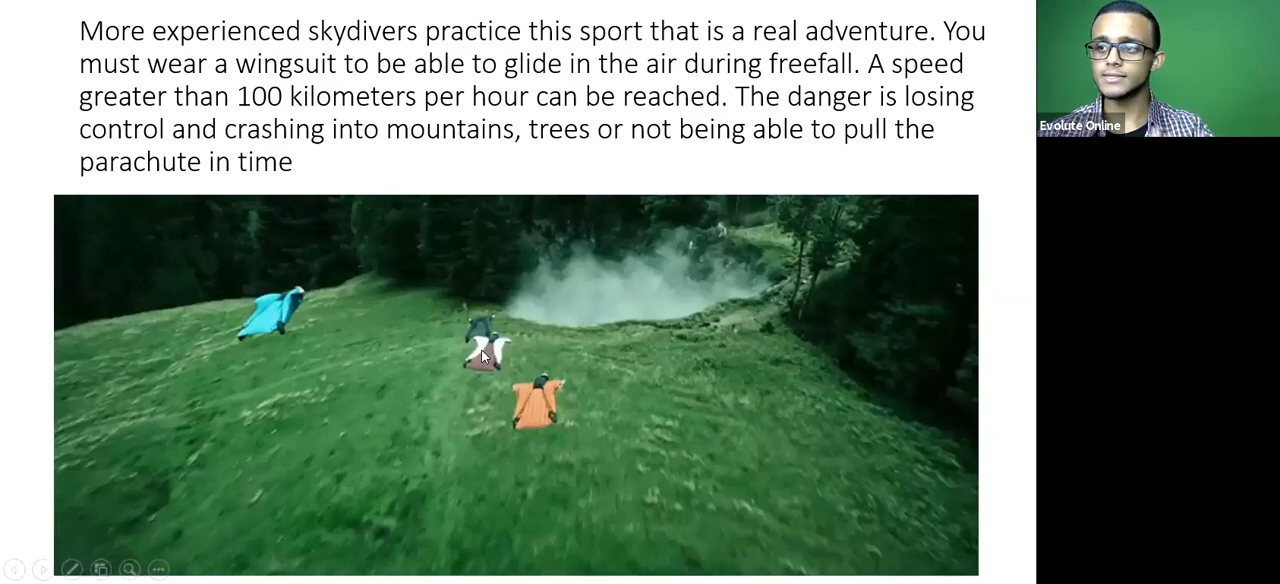 More experienced skydivers practice this sport that is a real adventure. You
must wear a wingsuit to be able to glide in the air during freefall. A speed
greater than 100 kilometers per hour can be reached. The danger is losing
control and crashing into mountains, trees or not being able to pull the
parachute in time
Evolute Online